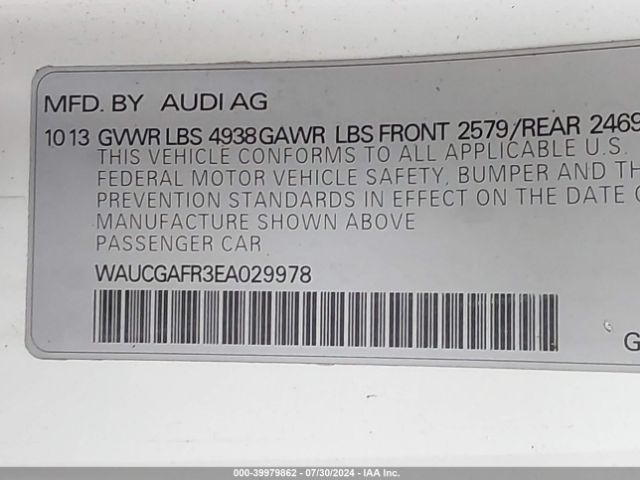 MFD. BY AUDI AG
10 13 GVWR LBS 4938 GAWR LBS FRONT 2579/REAR 2469
THIS VEHICLE CONFORMS TO ALL APPLICABLE U.S.
FEDERAL MOTOR VEHICLE SAFETY, BUMPER AND TH
PREVENTION STANDARDS IN EFFECT ON THE DATE O
MANUFACTURE SHOWN ABOVE
PASSENGER CAR
WAUCGAFR3EA029978
G
000-39979862 - 07/30/2024 - IAA Inc.